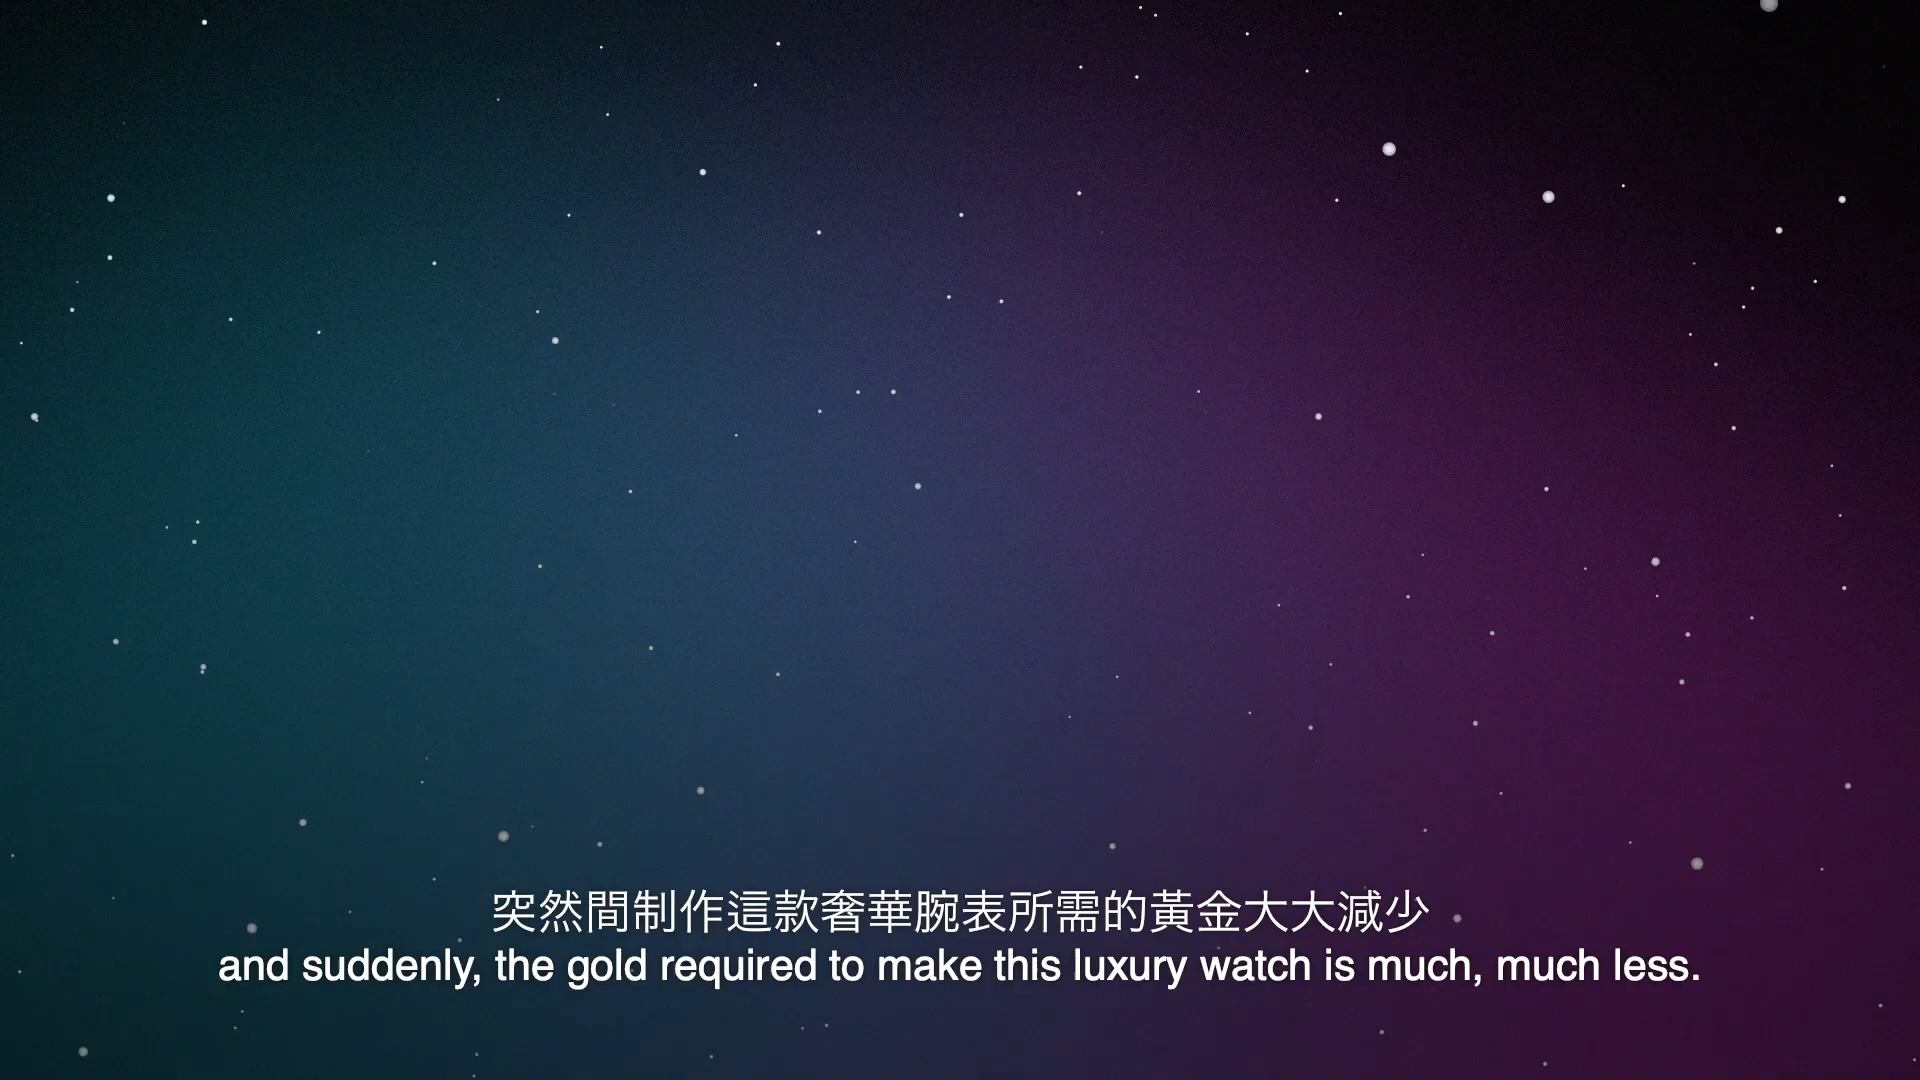 突然間制作這款奢華腕表所需的黃金大大減少
and suddenly, the gold required to make this luxury watch is much, much less.